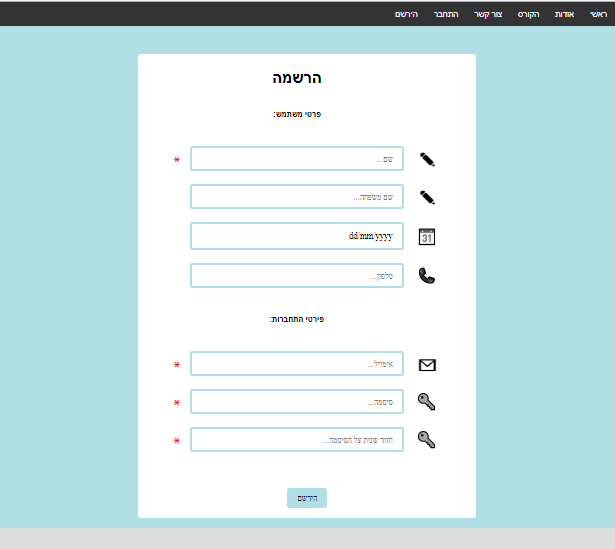 ראשי אודות הקורס צור קשר התחבר הירשם
הרשמה
פרטי משתמש:
שם...
*
שם משפחה...
dd/mm/yyyy
31
טלפון...
פירטי התחברות:
אימייל...
*
סיסמה...
*
חזור שנית על הסיסמה...
*
הירשם